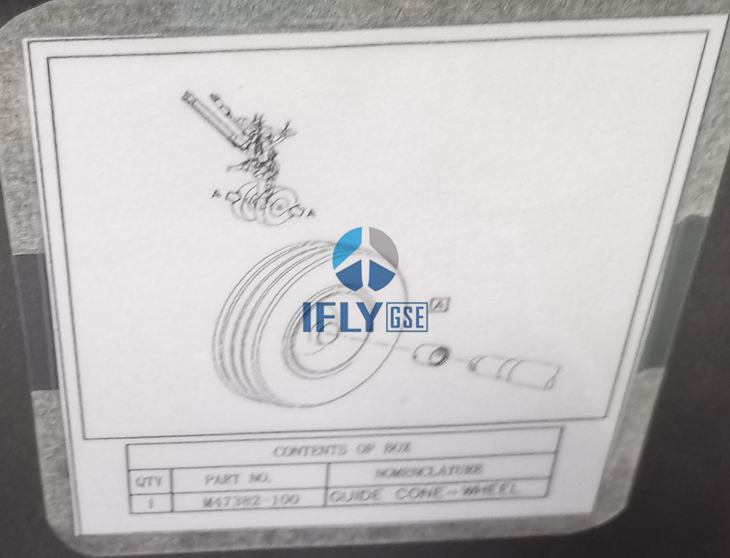 A
A
A
IFLY GSE
CONTENTS OF BOX
QTY PART NO. NOMENCLATURE
1 M47382-100 GUIDE CONE-WHEEL